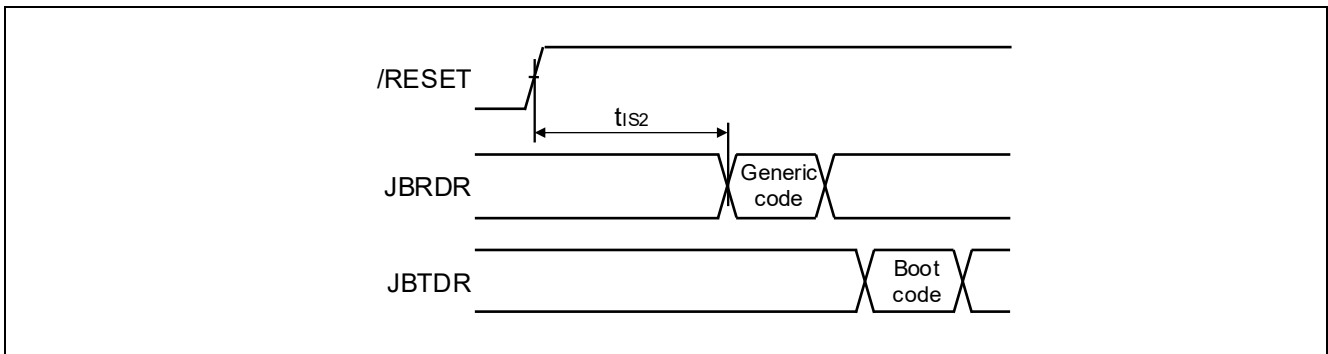 /RESET
tIS2
JBRDR
Generic
code
JBTDR
Boot
code